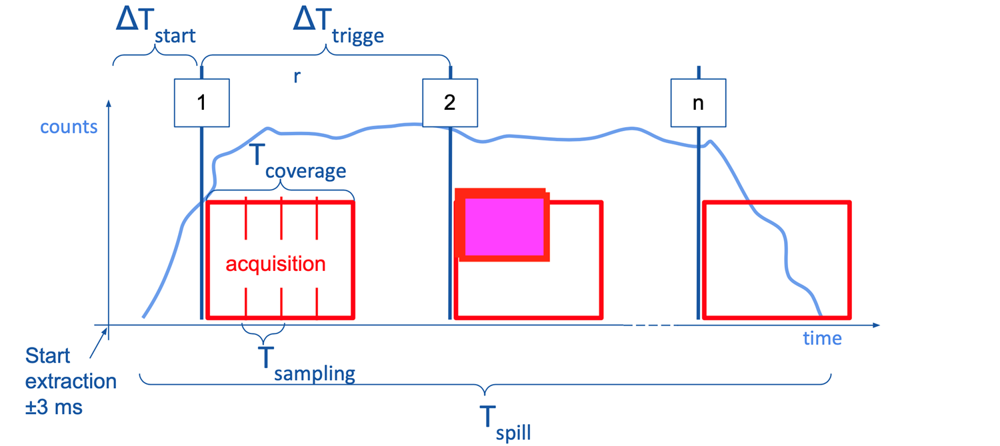 ΔTstart
ΔTtrigge
r
1
2
n
counts
Tcoverage
acquisition
time
Start
extraction
±3 ms
Tsampling
Tspill